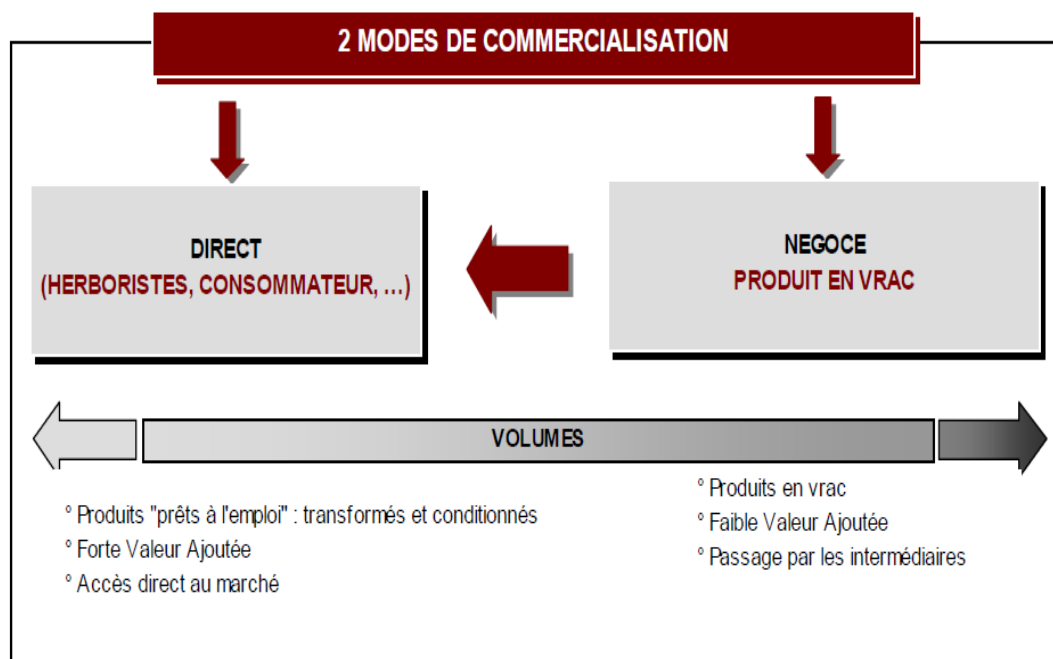 2 MODES DE COMMERCIALISATION
DIRECT
(HERBORISTES, CONSOMMATEUR, ...)
NEGOCE
PRODUIT EN VRAC
VOLUMES
° Produits "prêts à l'emploi" : transformés et conditionnés
° Forte Valeur Ajoutée
° Accès direct au marché
° Produits en vrac
° Faible Valeur Ajoutée
° Passage par les intermédiaires